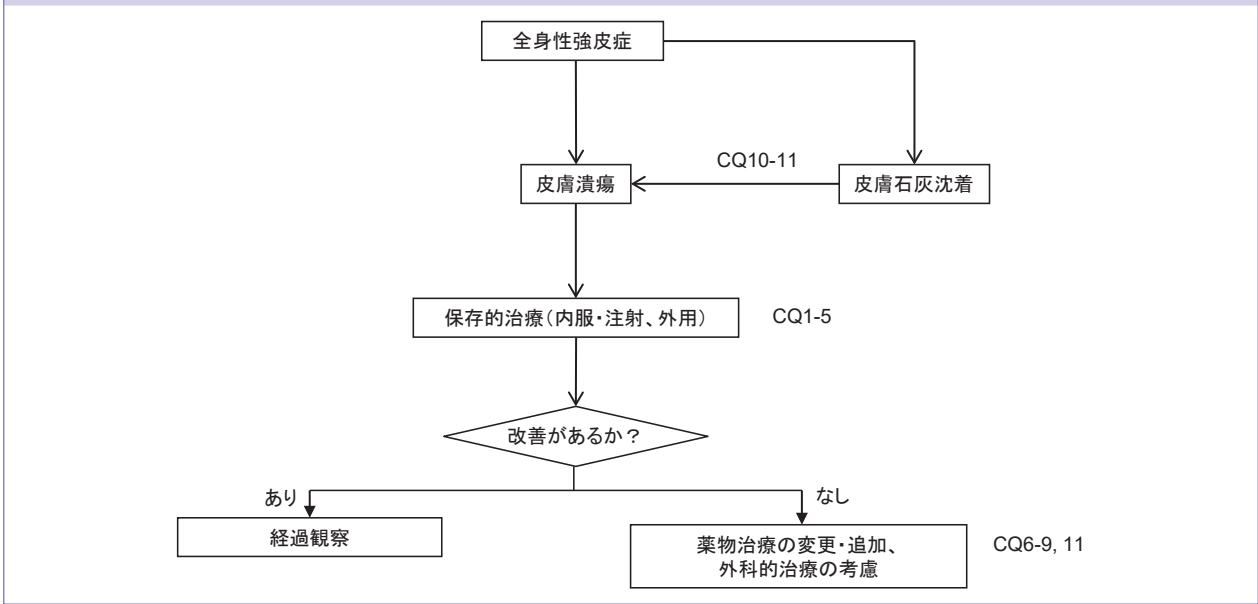 全身性強皮症
CQ10-11
皮膚潰瘍
皮膚石灰沈着
保存的治療(内服・注射、外用)
CQ1-5
改善があるか？
あり
なし
経過観察
薬物治療の変更・追加、
外科的治療の考慮
CQ6-9, 11